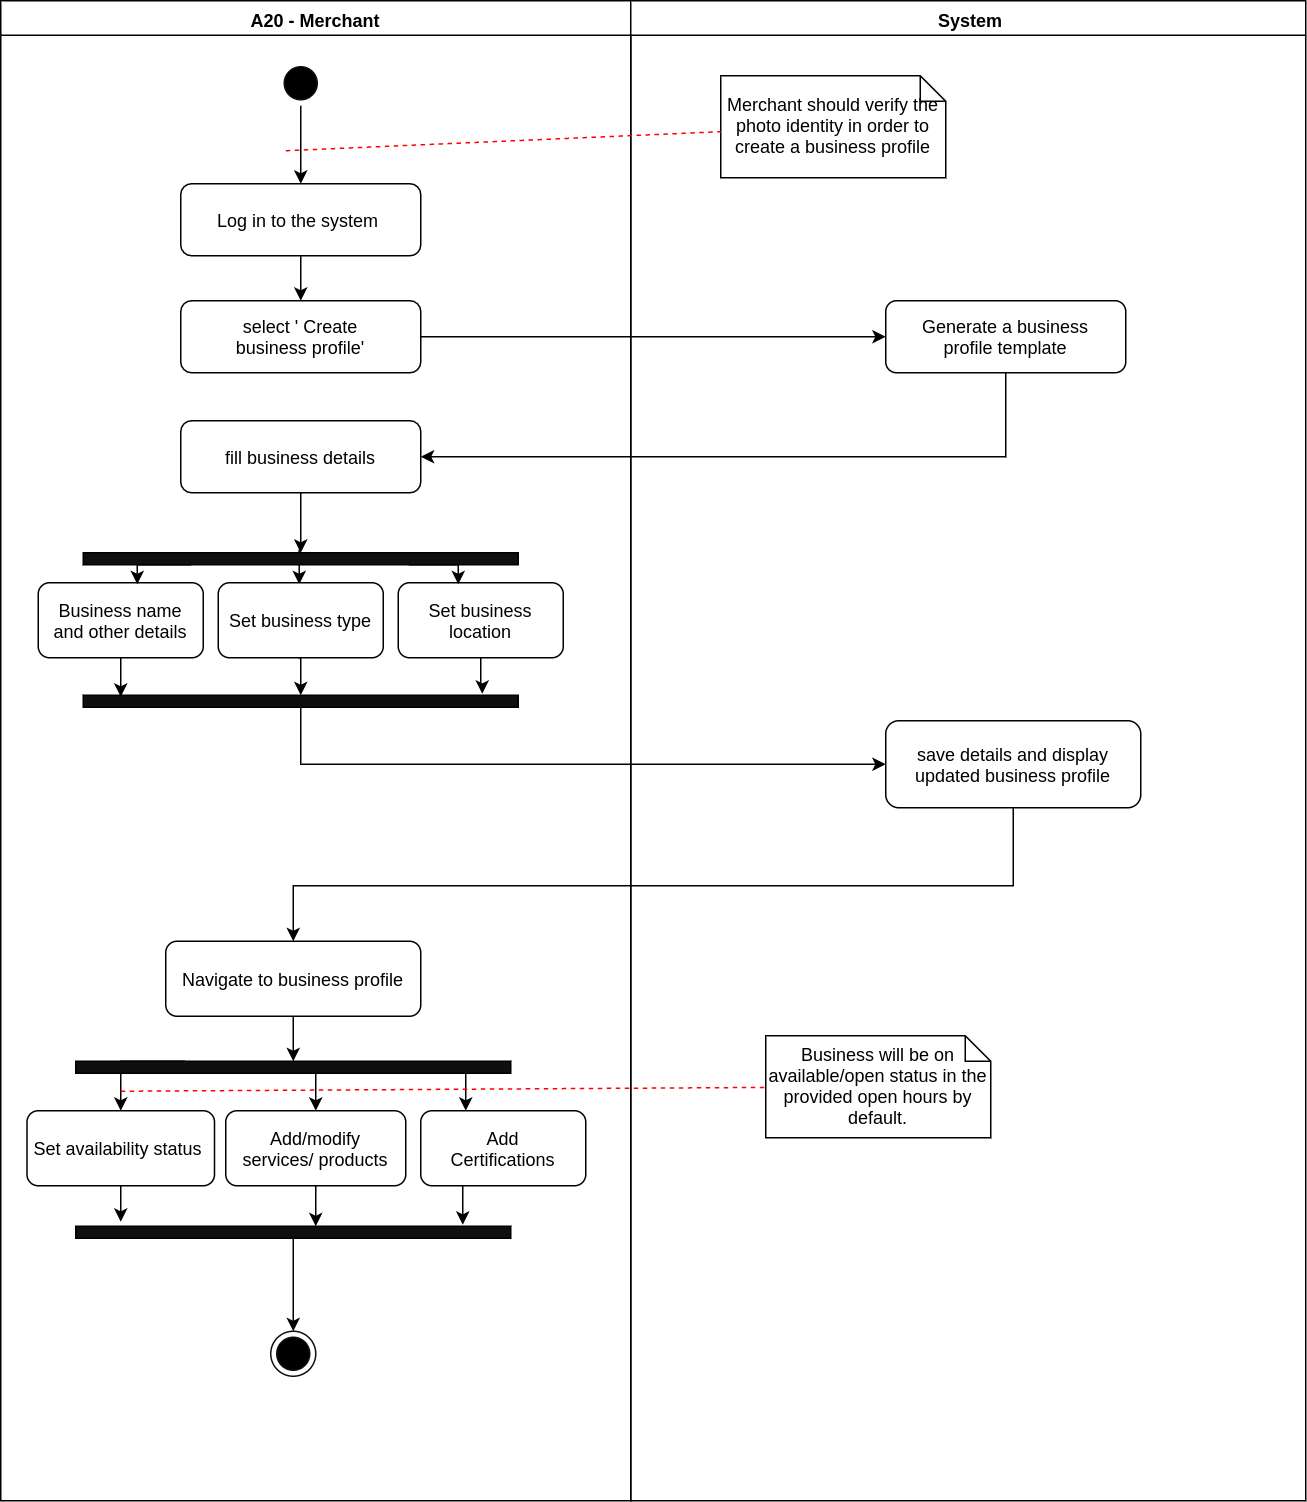 A20 - Merchant
System
Merchant should verify the
photo identity in order to
create a business profile
Log in to the system
select ' Create
business profile'
Generate a business
profile template
fill business details
Business name
and other details
Set business type
Set business
location
save details and display
updated business profile
Navigate to business profile
Business will be on
available/open status in the
provided open hours by
default.
Set availability status
Add/modify
services/ products
Add
Certifications